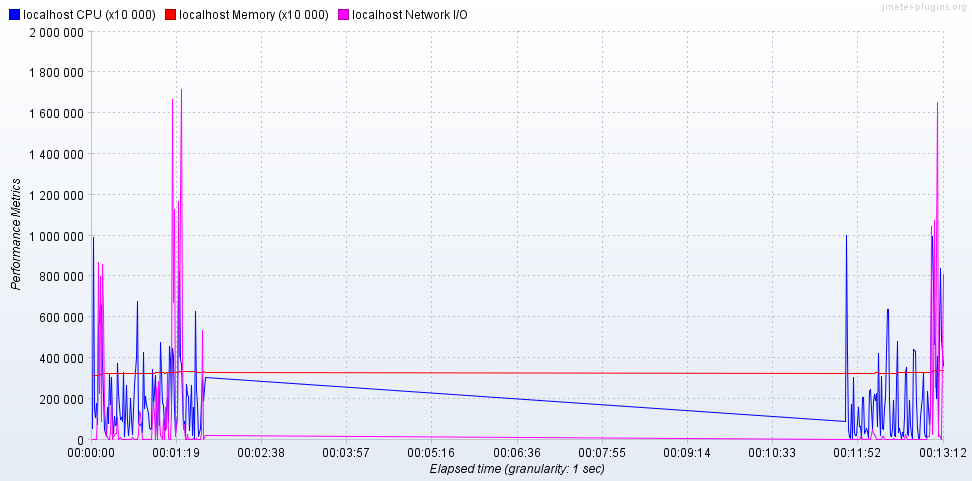 localhost CPU (x10 000) localhost Memory (x10 000) localhost Network I/O
jmeter-plugins.org
Performance Metrics
2 000 000
1 800 000
1 600 000
1 400 000
1 200 000
1 000 000
800 000
600 000
400 000
200 000
0
00:00:00 00:01:19 00:02:38 00:03:57 00:05:16 00:06:36 00:07:55 00:09:14 00:10:33 00:11:52 00:13:12
Elapsed time (granularity: 1 sec)